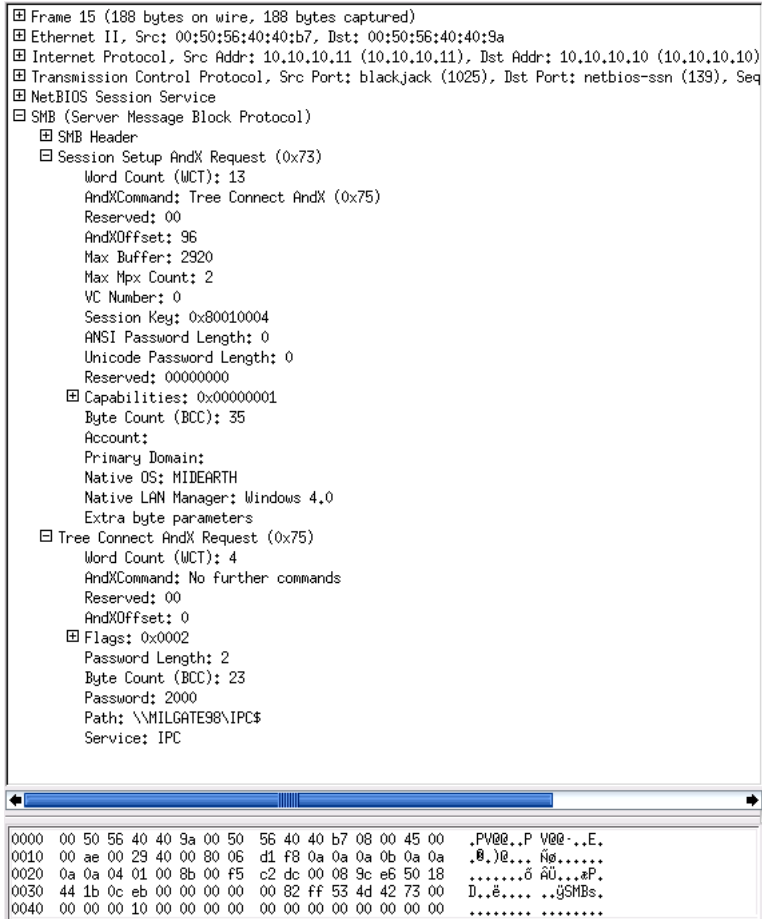 Frame 15 (188 bytes on wire, 188 bytes captured)
Ethernet II, Src: 00:50:56:40:40:b7, Dst: 00:50:56:40:40:9a
Internet Protocol, Src Addr: 10.10.10.11 (10.10.10.11), Dst Addr: 10.10.10.10 (10.10.10.10)
Transmission Control Protocol, Src Port: blackjack (1025), Dst Port: netbios-ssn (139), Seq
NetBIOS Session Service
SMB (Server Message Block Protocol)
SMB Header
Session Setup AndX Request (0x73)
Word Count (WCT): 13
AndXCommand: Tree Connect AndX (0x75)
Reserved: 00
AndXOffset: 96
Max Buffer: 2920
Max Mpx Count: 2
VC Number: 0
Session Key: 0x80010004
ANSI Password Length: 0
Unicode Password Length: 0
Reserved: 00000000
Capabilities: 0x00000001
Byte Count (BCC): 35
Account:
Primary Domain:
Native OS: MIDEARTH
Native LAN Manager: Windows 4.0
Extra byte parameters
Tree Connect AndX Request (0x75)
Word Count (WCT): 4
AndXCommand: No further commands
Reserved: 00
AndXOffset: 0
Flags: 0x0002
Password Length: 2
Byte Count (BCC): 23
Password: 2000
Path: \\MILGATE98\IPC$
Service: IPC
0000 00 50 56 40 40 9a 00 50 56 40 40 b7 08 00 45 00 .PV@@..P V@@·..E.
0010 00 ae 00 29 40 00 80 06 d1 f8 0a 0a 0a 0b 0a 0a .®.)@... Ñø......
0020 0a 0a 04 01 00 8b 00 f5 c2 dc 00 08 9c e6 50 18 .......õ ÂÜ...æP.
0030 44 1b 0c eb 00 00 00 00 00 82 ff 53 4d 42 73 00 D..ë.... ..ÿSMBs.
0040 00 00 00 10 00 00 00 00 00 00 00 00 00 00 00 00 ........ ........